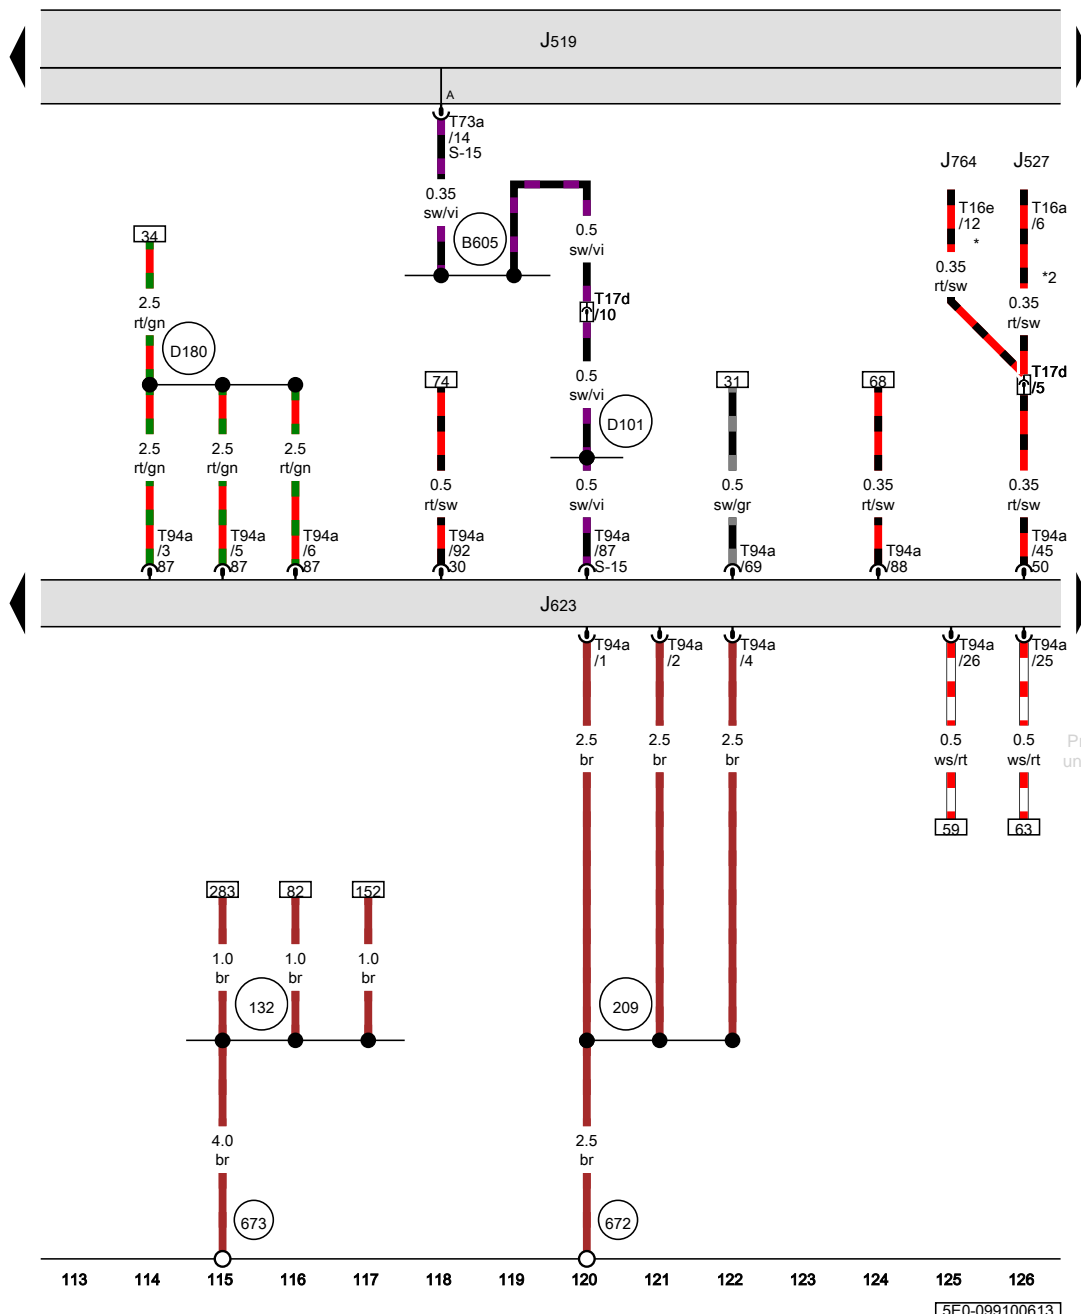 J519
A
T73a
/14
S-15
0.35
sw/vi
B605
0.5
sw/vi
T17d
/10
0.5
sw/vi
D101
0.5
sw/vi
T94a
/87
S-15
34
2.5
rt/gn
D180
2.5
rt/gn
T94a
/3
87
2.5
rt/gn
T94a
/5
87
2.5
rt/gn
T94a
/6
87
74
0.5
rt/sw
T94a
/92
30
31
0.5
sw/gr
T94a
/69
68
0.35
rt/sw
T94a
/88
J764
T16e
/12
*
0.35
rt/sw
J527
T16a
/6
*2
0.35
rt/sw
T17d
/5
0.35
rt/sw
T94a
/45
50
J623
T94a
/1
T94a
/2
T94a
/4
T94a
/26
T94a
/25
2.5
br
2.5
br
2.5
br
0.5
ws/rt
0.5
ws/rt
59
63
283
82
152
1.0
br
1.0
br
1.0
br
132
209
4.0
br
2.5
br
673
672
113 114 115 116 117 118 119 120 121 122 123 124 125 126
5E0-099100613